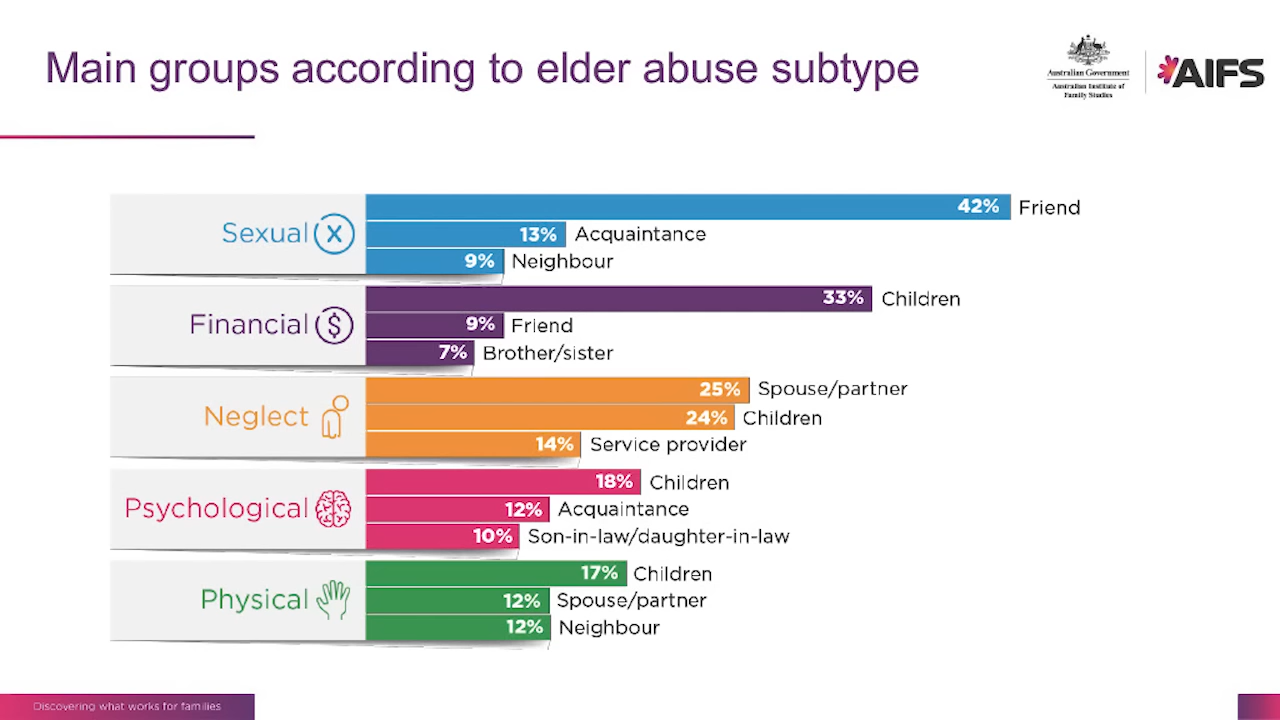 Main groups according to elder abuse subtype
Australian Government
Australian Institute of
Family Studies
AIFS
Sexual
42% Friend
13% Acquaintance
9% Neighbour
Financial
33% Children
9% Friend
7% Brother/sister
Neglect
25% Spouse/partner
24% Children
14% Service provider
Psychological
18% Children
12% Acquaintance
10% Son-in-law/daughter-in-law
Physical
17% Children
12% Spouse/partner
12% Neighbour
Discovering what works for families